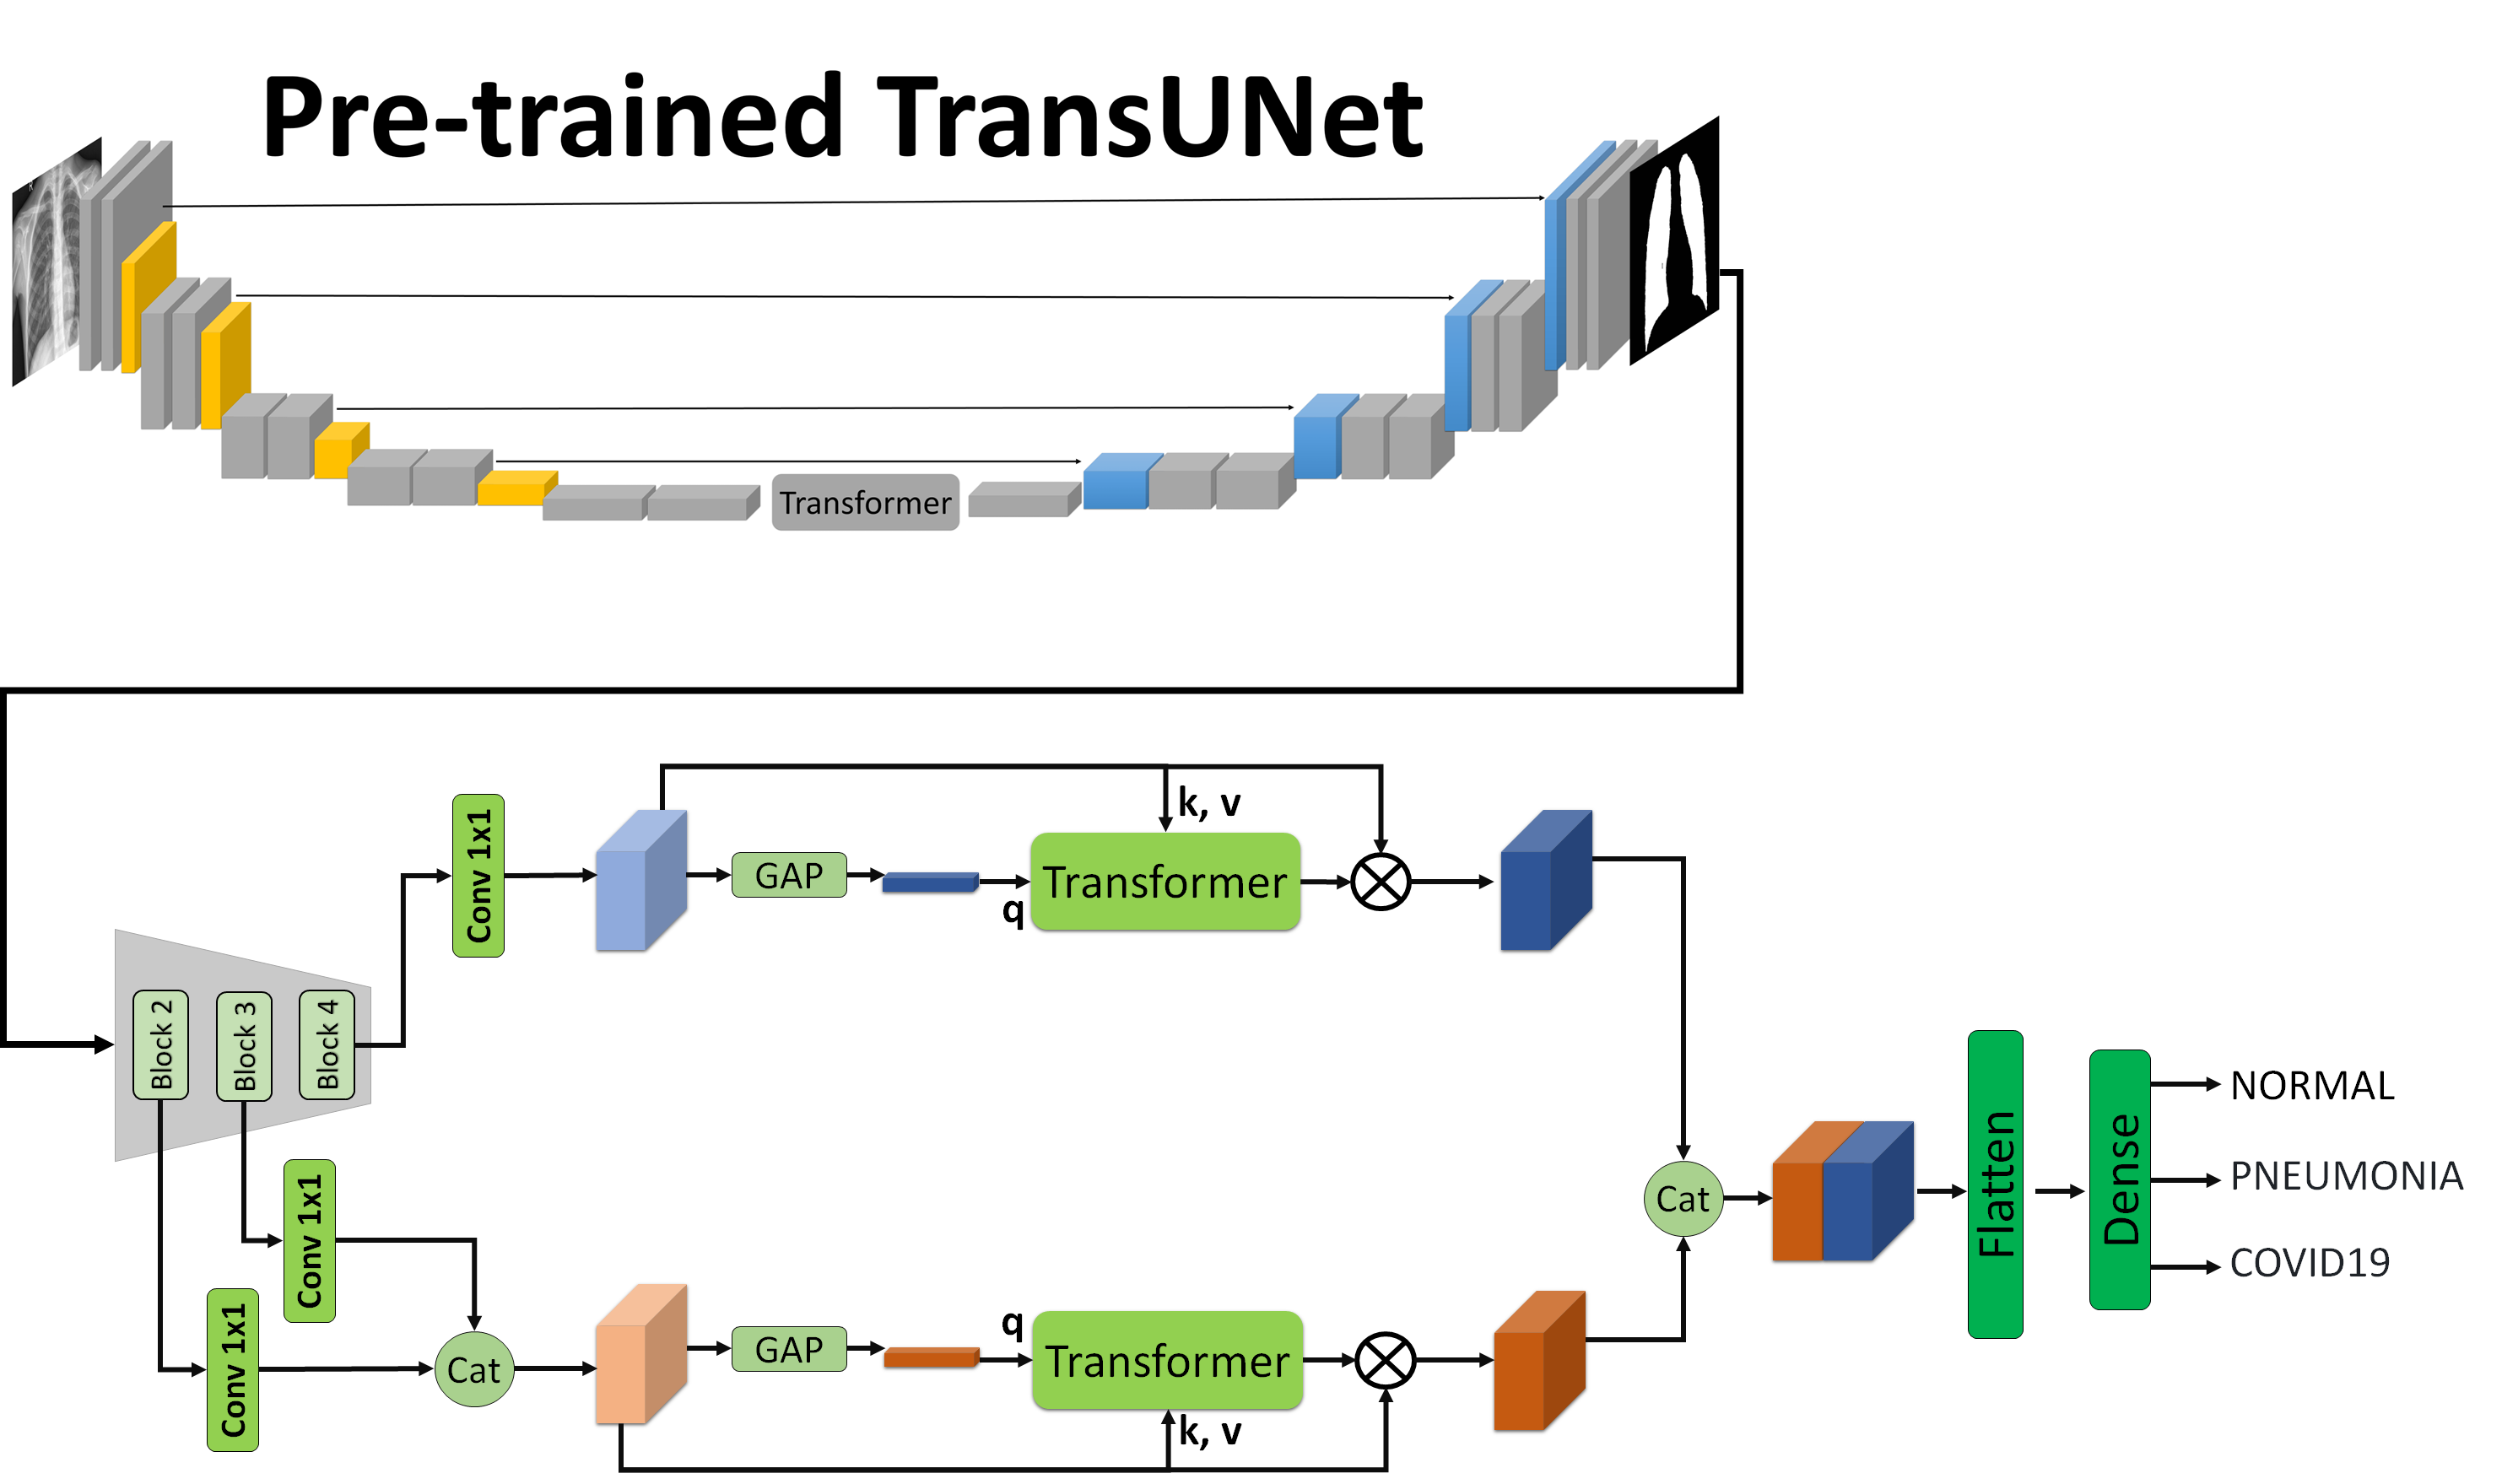 Pre-trained TransUNet
Transformer
k, v
Conv 1x1
GAP
q
Transformer
Block 2
Block 3
Block 4
Conv 1x1
Conv 1x1
Cat
GAP
q
Transformer
k, v
Cat
Flatten
Dense
NORMAL
PNEUMONIA
COVID19